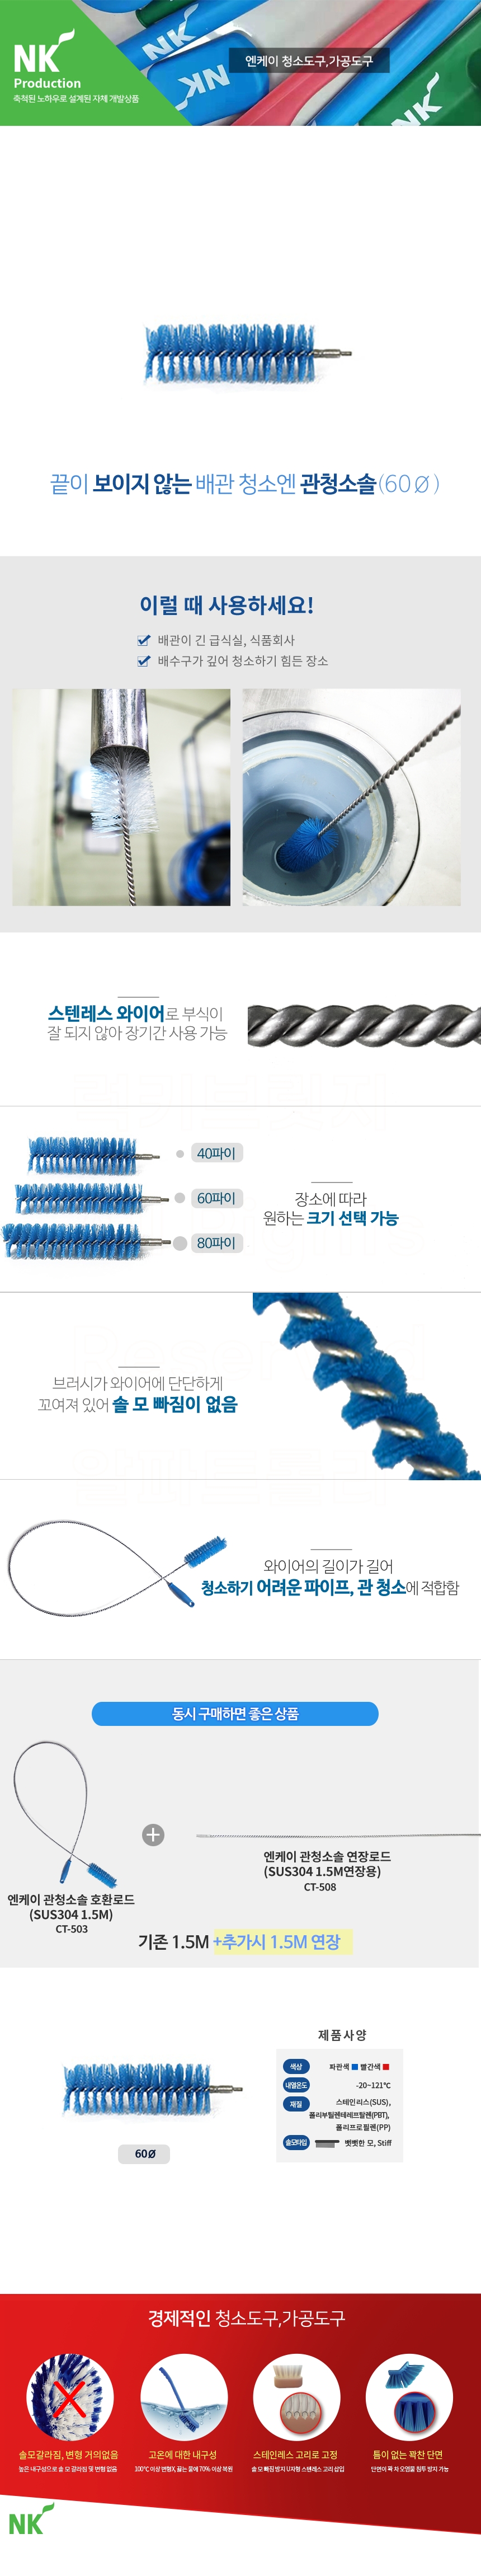 NK
Production
축적된 노하우로 설계된 자체 개발상품
NK
NK
NK
엔케이 청소도구,가공도구
끝이 보이지 않는 배관 청소엔 관청소솔(60Ø)
이럴 때 사용하세요!
배관이 긴 급식실, 식품회사
배수구가 깊어 청소하기 힘든 장소
스텐레스 와이어로 부식이
잘 되지 않아 장기간 사용 가능
40파이
60파이
80파이
장소에 따라
원하는 크기 선택 가능
브러시가 와이어에 단단하게
꼬여져 있어 솔 모 빠짐이 없음
와이어의 길이가 길어
청소하기 어려운 파이프, 관 청소에 적합함
동시 구매하면 좋은 상품
엔케이 관청소솔 호환로드
(SUS304 1.5M)
CT-503
엔케이 관청소솔 연장로드
(SUS304 1.5M연장용)
CT-508
기존 1.5M +추가시 1.5M 연장
60Ø
제품사양
색상 파란색 빨간색
내열온도 -20~121℃
재질 스테인리스(SUS),
폴리부틸렌테레프탈렌(PBT),
폴리프로필렌(PP)
솔모타입 뻣뻣한 모, Stiff
경제적인 청소도구,가공도구
솔모갈라짐, 변형 거의없음
높은 내구성으로 솔 모 갈라짐 및 변형 없음
고온에 대한 내구성
100℃ 이상 변형X, 끓는 물에 70% 이상 복원
스테인레스 고리로 고정
솔 모 빠짐 방지 U자형 스텐레스 고리 삽입
틈이 없는 꽉찬 단면
단면이 꽉 차 오염물 침투 방지 가능
NK